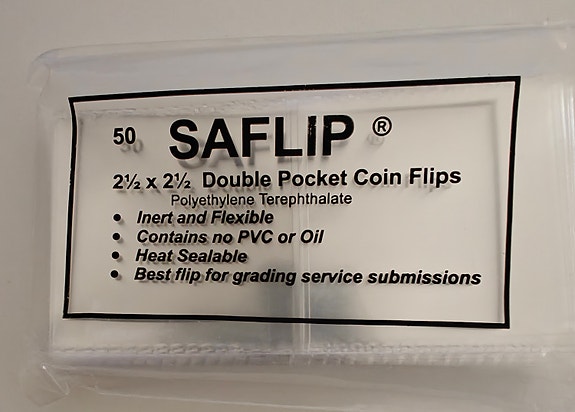 50 SAFLIP ®
2½ x 2½ Double Pocket Coin Flips
Polyethylene Terephthalate
• Inert and Flexible
• Contains no PVC or Oil
• Heat Sealable
• Best flip for grading service submissions